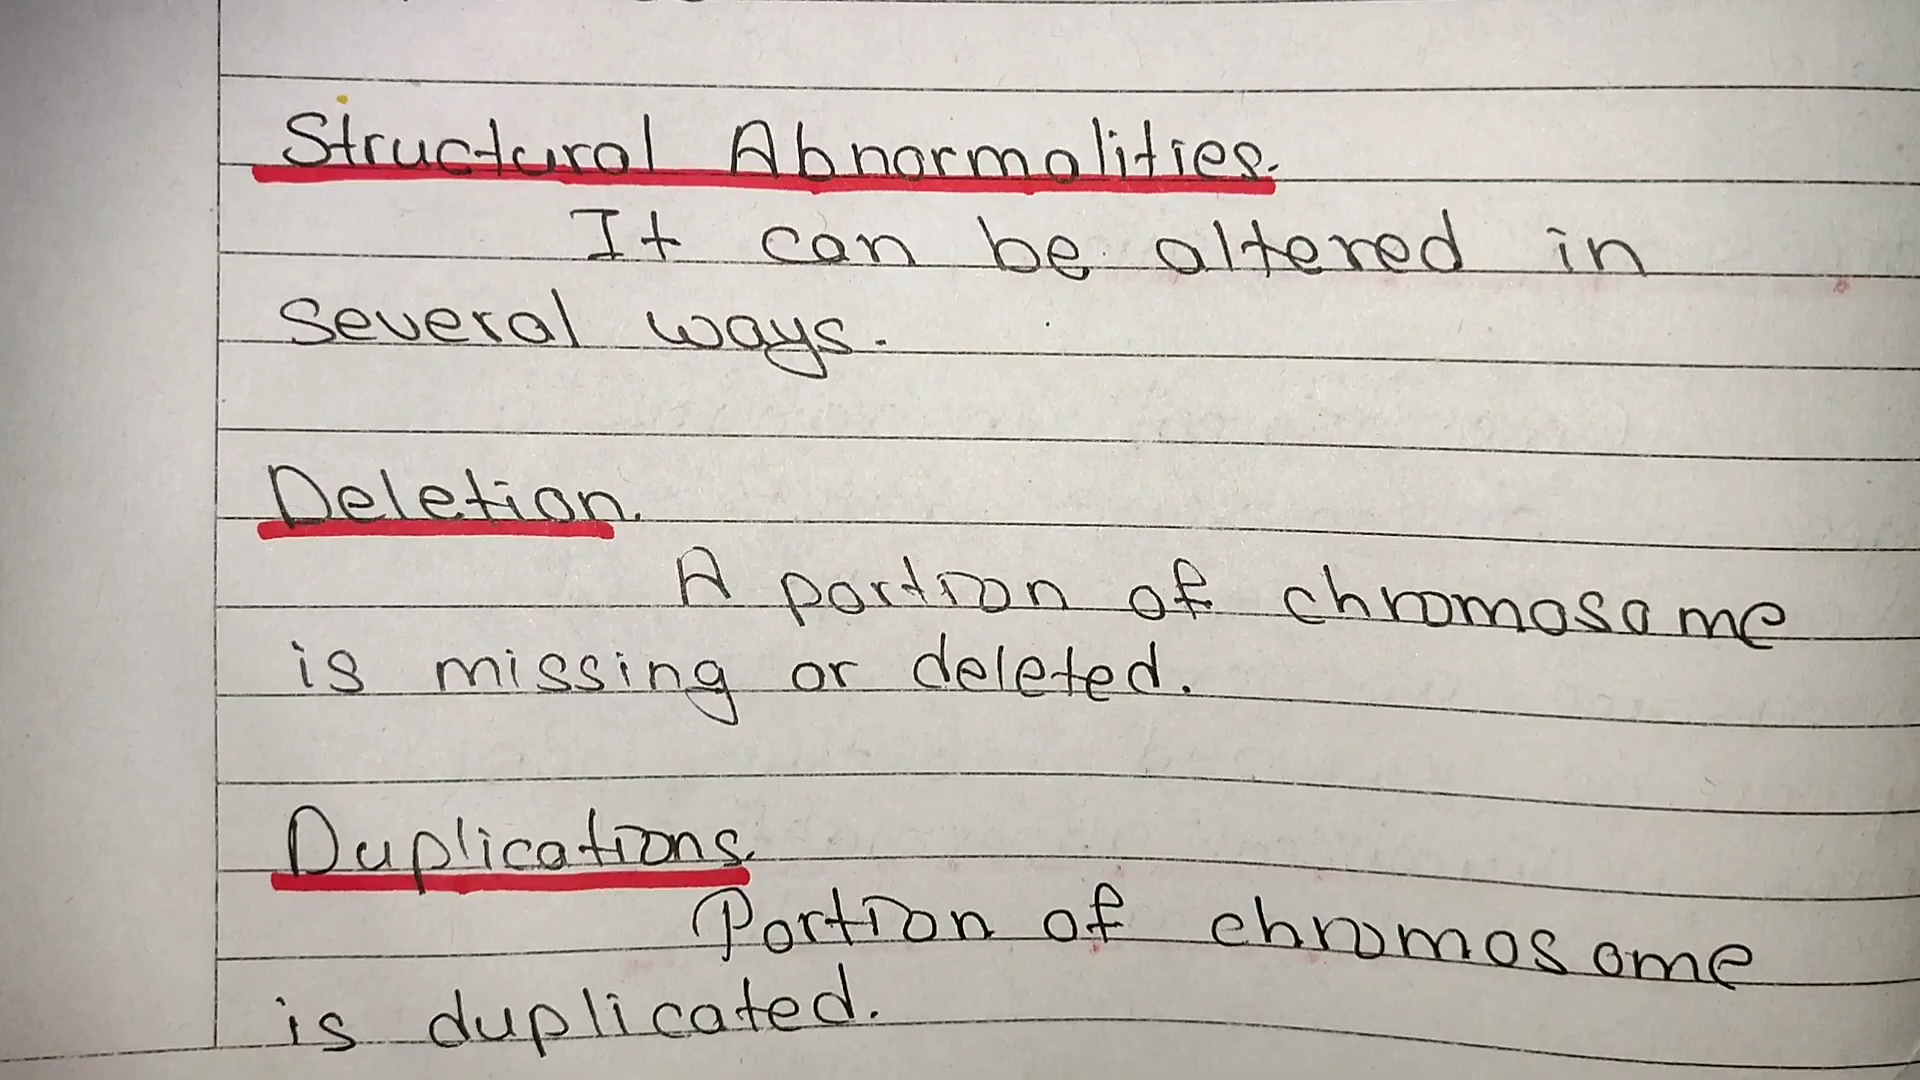 Structural Abnormalities.
It can be altered in
several ways.
Deletion.
A portion of chromosome
is missing or deleted.
Duplications.
Portion of chromosome
is duplicated.